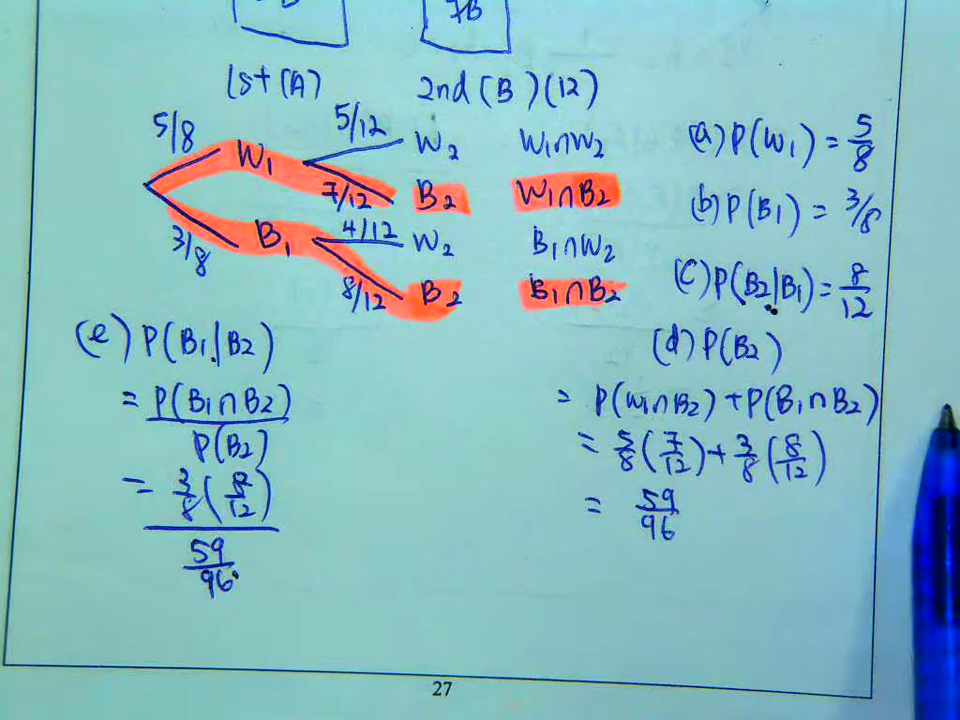 7B
1st (A) 2nd (B) (12)
5/8 W1 5/12 W2 W1∩W2
7/12 B2 W1∩B2
3/8 B1 4/12 W2 B1∩W2
8/12 B2 B1∩B2
(a) P(W1) = 5/8
(b) P(B1) = 3/8
(c) P(B2|B1) = 8/12
(d) P(B2)
= P(W1∩B2) + P(B1∩B2)
= 5/8 (7/12) + 3/8 (8/12)
= 59/96
(e) P(B1|B2)
= P(B1∩B2)
P(B2)
= 3/8 (8/12)
59/96
27